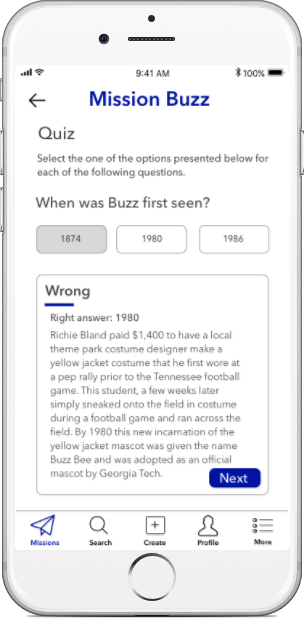 9:41 AM 100%
Mission Buzz
Quiz
Select the one of the options presented below for
each of the following questions.
When was Buzz first seen?
1874 1980 1986
Wrong
Right answer: 1980
Richie Bland paid $1,400 to have a local
theme park costume designer make a
yellow jacket costume that he first wore at
a pep rally prior to the Tennessee football
game. This student, a few weeks later
simply sneaked onto the field in costume
during a football game and ran across the
field. By 1980 this new incarnation of the
yellow jacket mascot was given the name
Buzz Bee and was adopted as an official
mascot by Georgia Tech.
Next
Missions Search Create Profile More